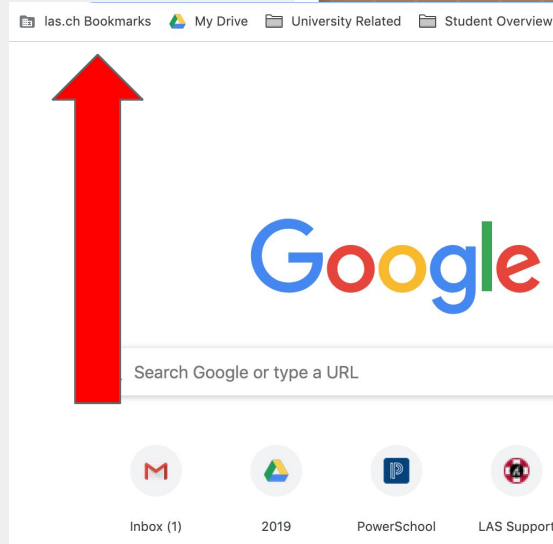 las.ch Bookmarks My Drive University Related Student Overview
Google
Search Google or type a URL
Inbox (1) 2019 PowerSchool LAS Support